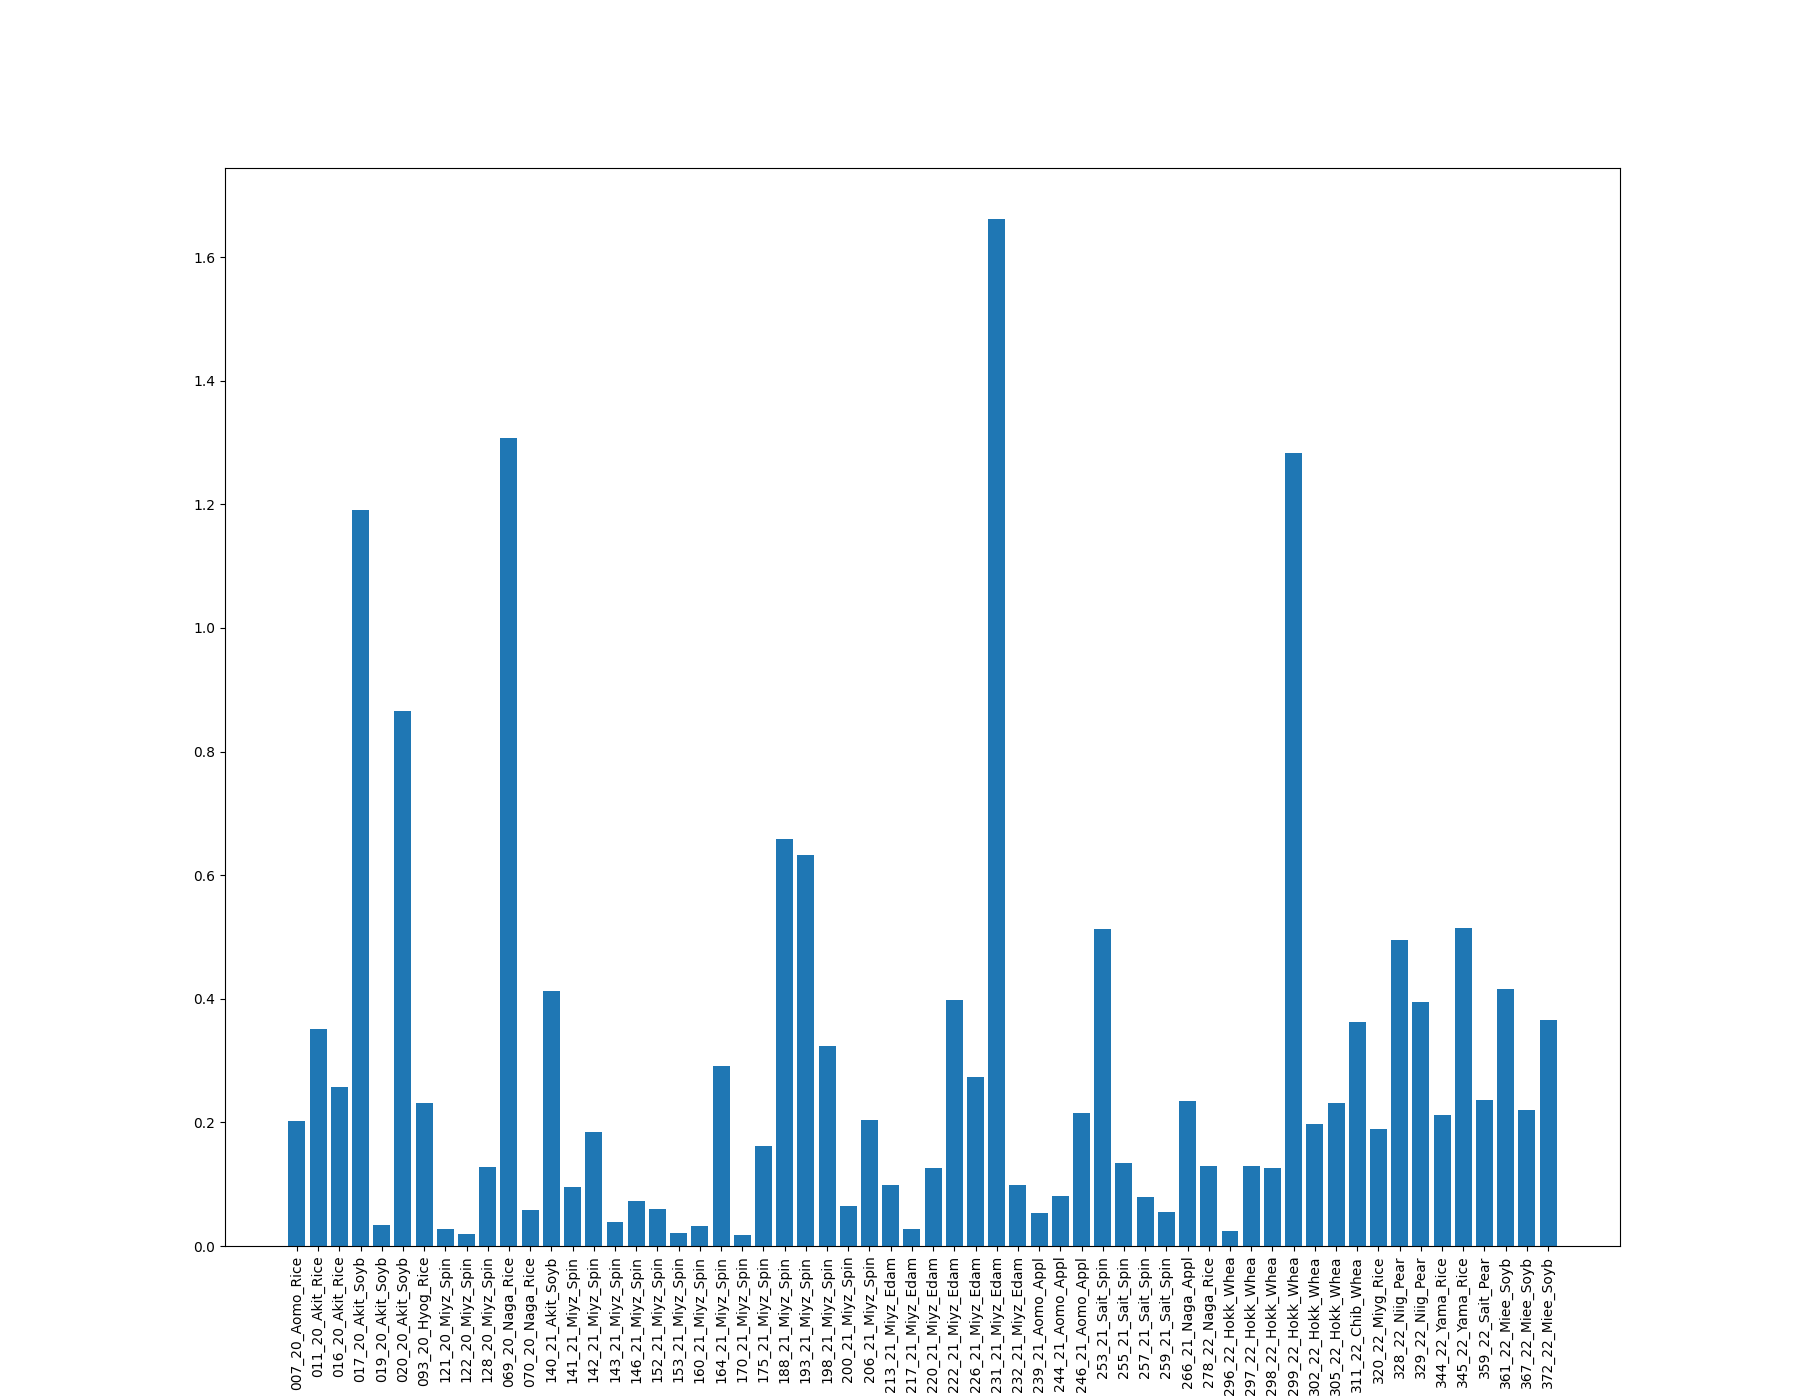 1.6
1.4
1.2
1.0
0.8
0.6
0.4
0.2
0.0
007_20_Aomo_Rice
011_20_Akit_Rice
016_20_Akit_Rice
017_20_Akit_Soyb
019_20_Akit_Soyb
020_20_Akit_Soyb
093_20_Hyog_Rice
121_20_Miyz_Spin
122_20_Miyz_Spin
128_20_Miyz_Spin
069_20_Naga_Rice
070_20_Naga_Rice
140_21_Akit_Soyb
141_21_Miyz_Spin
142_21_Miyz_Spin
143_21_Miyz_Spin
146_21_Miyz_Spin
152_21_Miyz_Spin
153_21_Miyz_Spin
160_21_Miyz_Spin
164_21_Miyz_Spin
170_21_Miyz_Spin
175_21_Miyz_Spin
188_21_Miyz_Spin
193_21_Miyz_Spin
198_21_Miyz_Spin
200_21_Miyz_Spin
206_21_Miyz_Spin
213_21_Miyz_Edam
217_21_Miyz_Edam
220_21_Miyz_Edam
222_21_Miyz_Edam
226_21_Miyz_Edam
231_21_Miyz_Edam
232_21_Miyz_Edam
239_21_Aomo_Appl
244_21_Aomo_Appl
246_21_Aomo_Appl
253_21_Sait_Spin
255_21_Sait_Spin
257_21_Sait_Spin
259_21_Sait_Spin
266_21_Naga_Appl
278_22_Naga_Rice
296_22_Hokk_Whea
297_22_Hokk_Whea
298_22_Hokk_Whea
299_22_Hokk_Whea
302_22_Hokk_Whea
305_22_Hokk_Whea
311_22_Chib_Whea
320_22_Miyg_Rice
328_22_Niig_Pear
329_22_Niig_Pear
344_22_Yama_Rice
345_22_Yama_Rice
359_22_Sait_Pear
361_22_Miee_Soyb
367_22_Miee_Soyb
372_22_Miee_Soyb